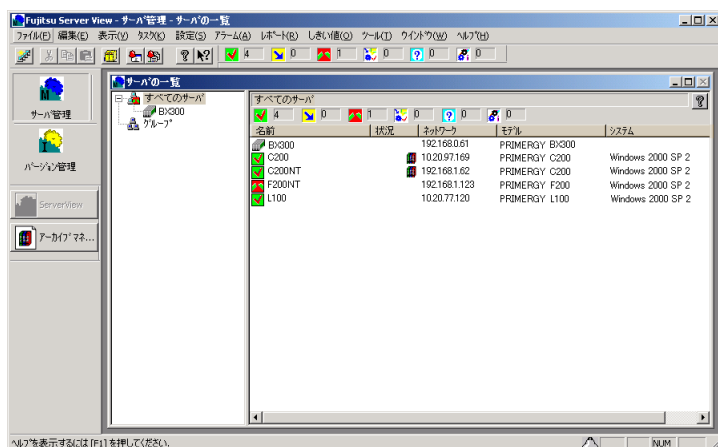 Fujitsu Server View - サーバ管理 - サーバの一覧
ファイル(F) 編集(E) 表示(V) タスク(K) 設定(S) アラーム(A) レポート(R) しきい値(O) ツール(T) ウインドウ(W) ヘルプ(H)
4 0 1 0 0 0
サーバ管理
バージョン管理
ServerView
アーカイブマネ...
サーバの一覧
すべてのサーバ
BX300
グループ
すべてのサーバ
4 0 1 0 0 0
名前 状況 ネットワーク モデル システム
BX300 192.168.0.61 PRIMERGY BX300
C200 10.20.97.169 PRIMERGY C200 Windows 2000 SP 2
C200NT 192.168.1.62 PRIMERGY C200 Windows 2000 SP 2
F200NT 192.168.1.123 PRIMERGY F200 Windows 2000 SP 2
L100 10.20.77.120 PRIMERGY L100 Windows 2000 SP 2
ヘルプを表示するには [F1] を押してください。 NUM